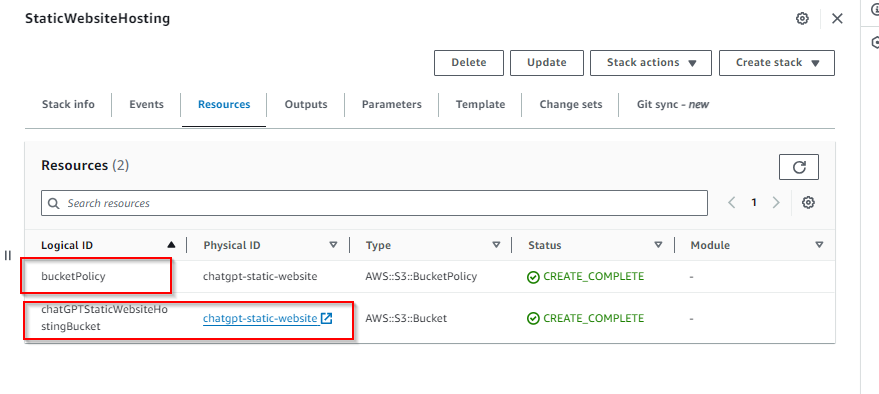 StaticWebsiteHosting
Delete Update Stack actions Create stack
Stack info Events Resources Outputs Parameters Template Change sets Git sync - new
Resources (2)
Search resources 1
Logical ID Physical ID Type Status Module
bucketPolicy chatgpt-static-website AWS::S3::BucketPolicy CREATE_COMPLETE -
chatGPTStaticWebsiteHo
stingBucket chatgpt-static-website AWS::S3::Bucket CREATE_COMPLETE -